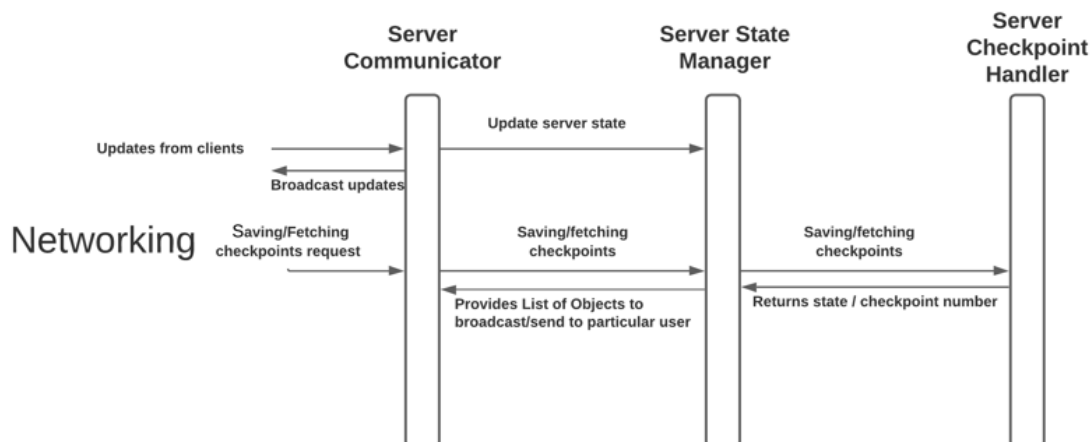 Server
Communicator
Server State
Manager
Server
Checkpoint
Handler
Update server state
Updates from clients
Broadcast updates
Networking
Saving/Fetching
checkpoints request
Saving/fetching
checkpoints
Saving/fetching
checkpoints
Provides List of Objects to
broadcast/send to particular user
Returns state / checkpoint number